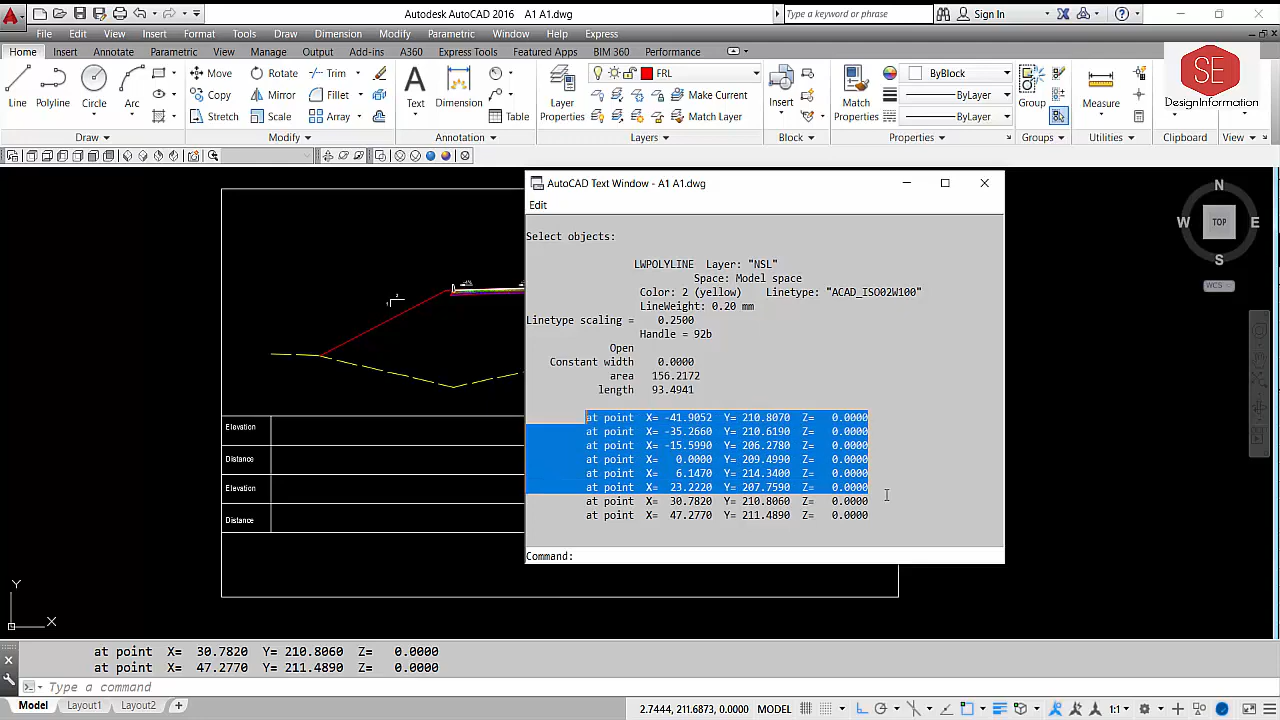 Autodesk AutoCAD 2016   A1 A1.dwg
Type a keyword or phrase
Sign In
File Edit View Insert Format Tools Draw Dimension Modify Parametric Window Help Express
Home Insert Annotate Parametric View Manage Output Add-ins A360 Express Tools Featured Apps BIM 360 Performance
SE
DesignInformation
Line Polyline Circle Arc
Move Rotate Trim
Copy Mirror Fillet
Stretch Scale Array
Text Dimension Table
Layer Properties
FRL
Make Current
Match Layer
Insert
Match Properties
ByBlock
ByLayer
ByLayer
Group
Measure
Draw Modify Annotation Layers Block Properties Groups Utilities Clipboard View
AutoCAD Text Window - A1 A1.dwg
Edit
Select objects:
LWPOLYLINE Layer: "NSL"
Space: Model space
Color: 2 (yellow) Linetype: "ACAD_ISO02W100"
LineWeight: 0.20 mm
Linetype scaling = 0.2500
Handle = 92b
Open
Constant width 0.0000
area 156.2172
length 93.4941
at point X= -41.9052 Y= 210.8070 Z= 0.0000
at point X= -35.2660 Y= 210.6190 Z= 0.0000
at point X= -15.5990 Y= 206.2780 Z= 0.0000
at point X= 0.0000 Y= 209.4990 Z= 0.0000
at point X= 6.1470 Y= 214.3400 Z= 0.0000
at point X= 23.2220 Y= 207.7590 Z= 0.0000
at point X= 30.7820 Y= 210.8060 Z= 0.0000
at point X= 47.2770 Y= 211.4890 Z= 0.0000
Command:
N
W TOP E
S
WCS
2
1
Elevation
Distance
Elevation
Distance
Y
X
at point X= 30.7820 Y= 210.8060 Z= 0.0000
at point X= 47.2770 Y= 211.4890 Z= 0.0000
Type a command
Model Layout1 Layout2 +
2.7444, 211.6873, 0.0000 MODEL
1:1